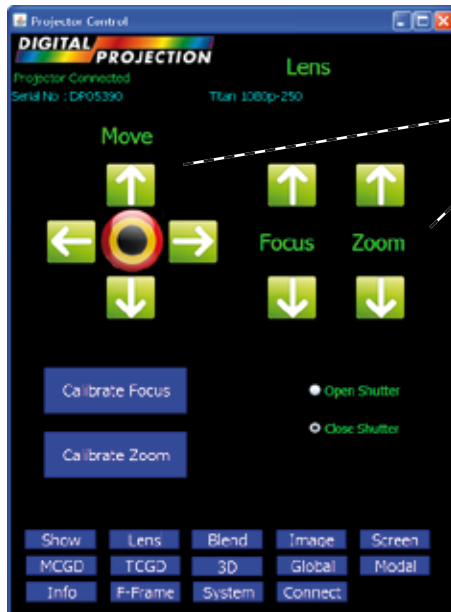 Projector Control
DIGITAL
PROJECTION
Lens
Projector Connected
Serial No : DP05390 Titan 1080p-250
Move
Focus Zoom
Calibrate Focus
Open Shutter
Close Shutter
Calibrate Zoom
Show Lens Blend Image Screen
MCGD TCGD 3D Global Modal
Info F-Frame System Connect